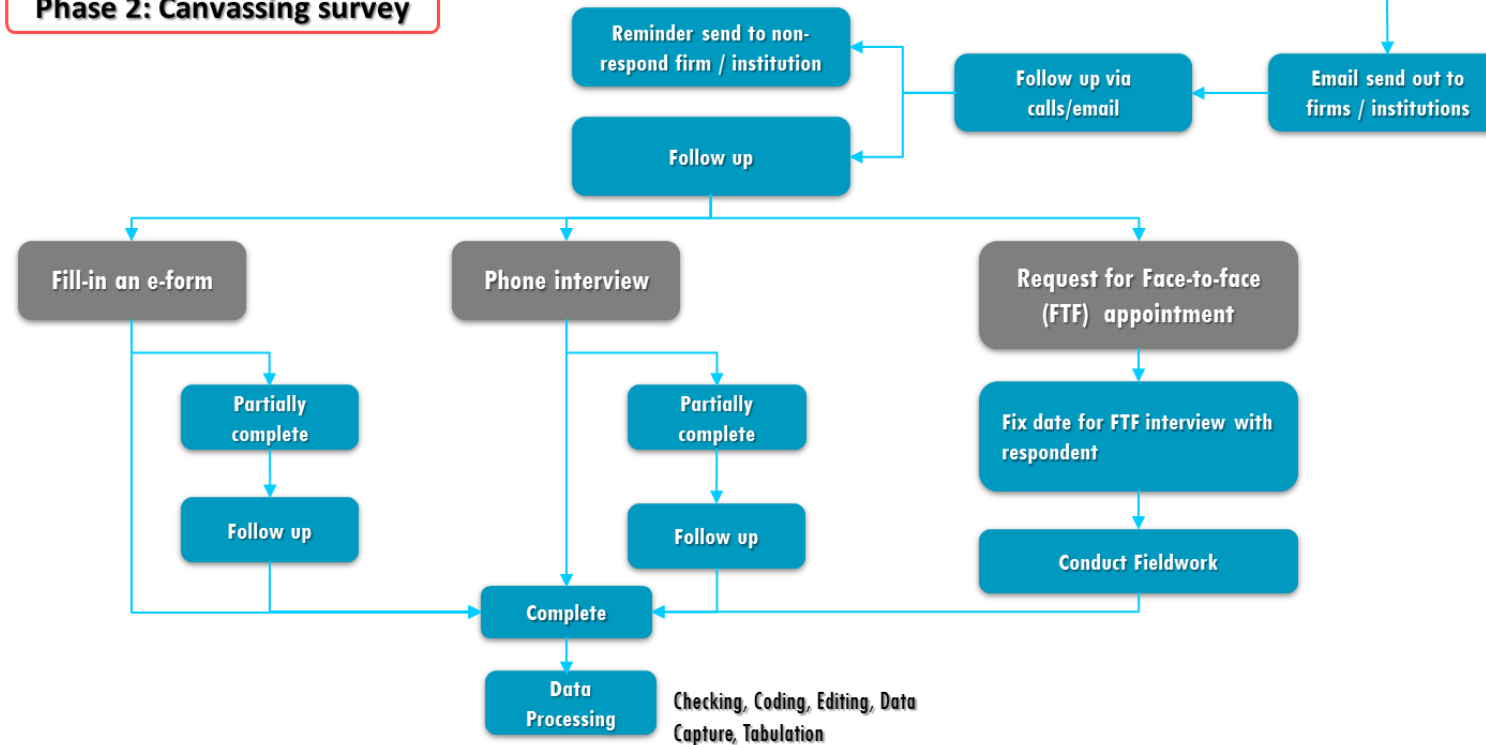 Phase 2: Canvassing survey
Reminder send to non-
respond firm / institution
Follow up via
calls/email
Email send out to
firms / institutions
Follow up
Fill-in an e-form
Phone interview
Request for Face-to-face
(FTF) appointment
Partially
complete
Partially
complete
Fix date for FTF interview with
respondent
Follow up
Follow up
Conduct Fieldwork
Complete
Data
Processing
Checking, Coding, Editing, Data
Capture, Tabulation